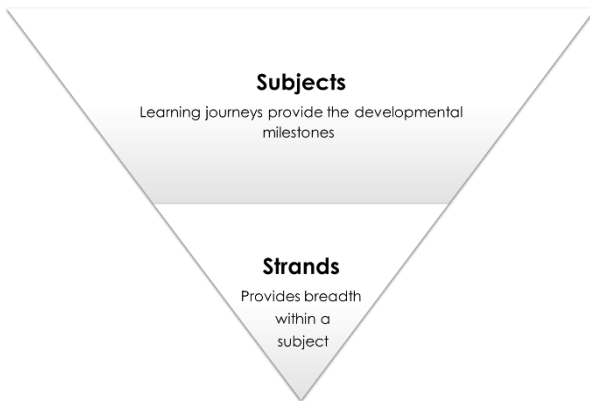 Subjects
Learning journeys provide the developmental
milestones
Strands
Provides breadth
within a
subject